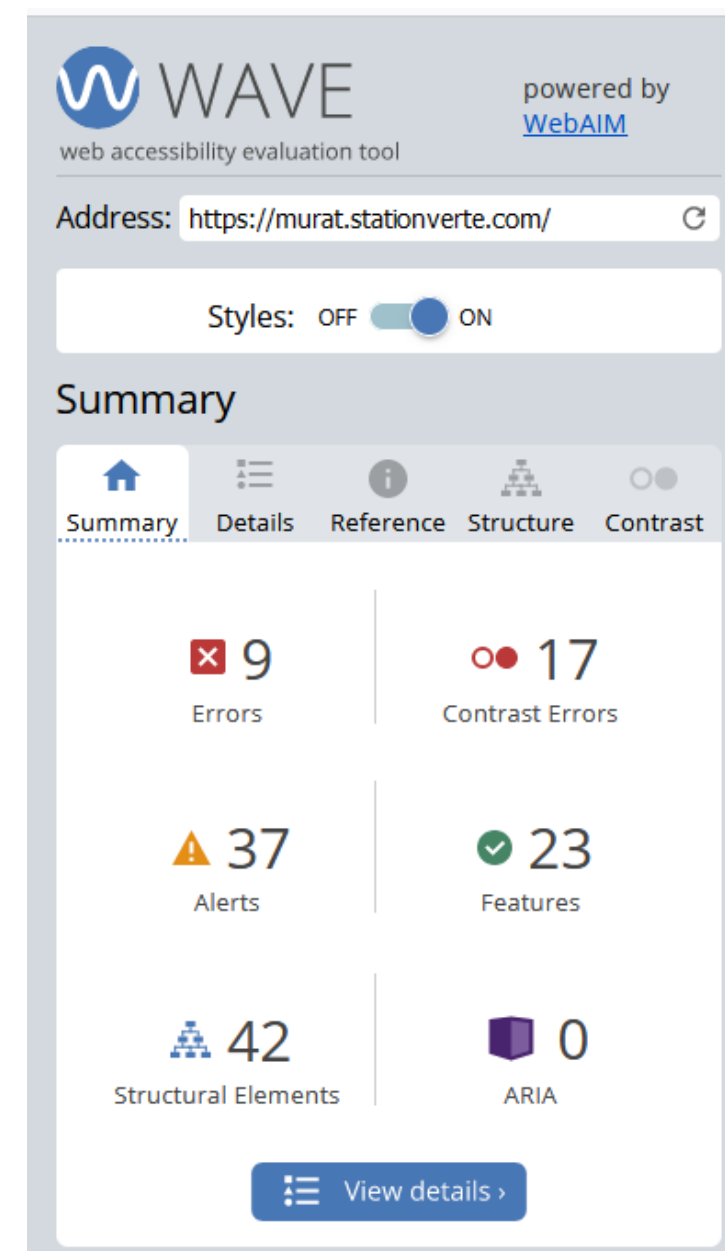 WAVE
powered by
WebAIM
web accessibility evaluation tool
Address: https://murat.stationverte.com/
Styles: OFF ON
Summary
Summary Details Reference Structure Contrast
9 17
Errors Contrast Errors
37 23
Alerts Features
42 0
Structural Elements ARIA
View details ›